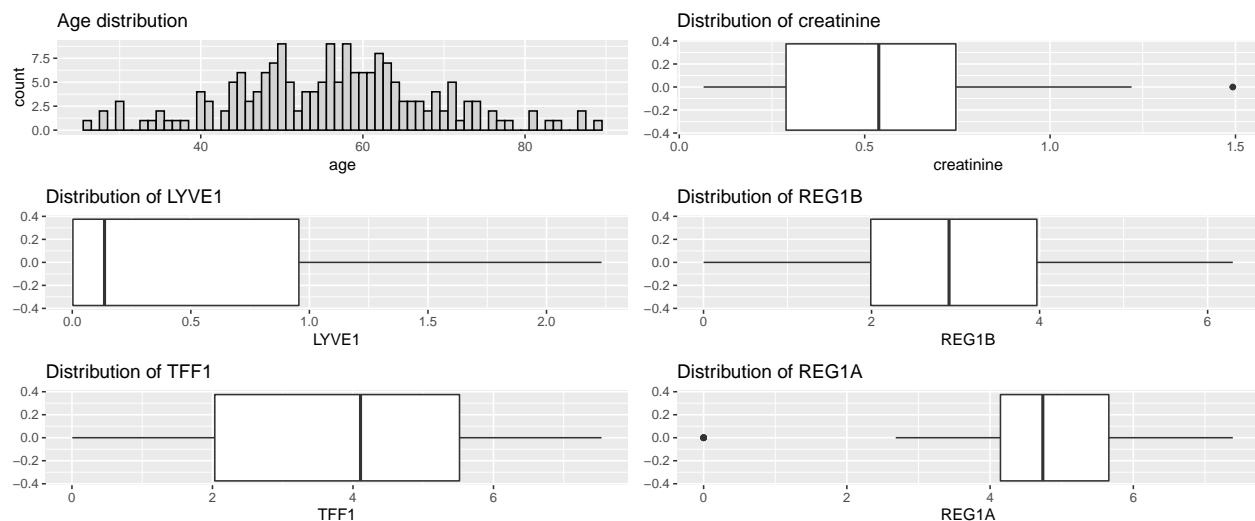 Age distribution
7.5
5.0
2.5
0.0
count
40 60 80
age
Distribution of creatinine
0.4
0.2
0.0
−0.2
−0.4
0.0 0.5 1.0 1.5
creatinine
Distribution of LYVE1
0.4
0.2
0.0
−0.2
−0.4
0.0 0.5 1.0 1.5 2.0
LYVE1
Distribution of REG1B
0.4
0.2
0.0
−0.2
−0.4
0 2 4 6
REG1B
Distribution of TFF1
0.4
0.2
0.0
−0.2
−0.4
0 2 4 6
TFF1
Distribution of REG1A
0.4
0.2
0.0
−0.2
−0.4
0 2 4 6
REG1A